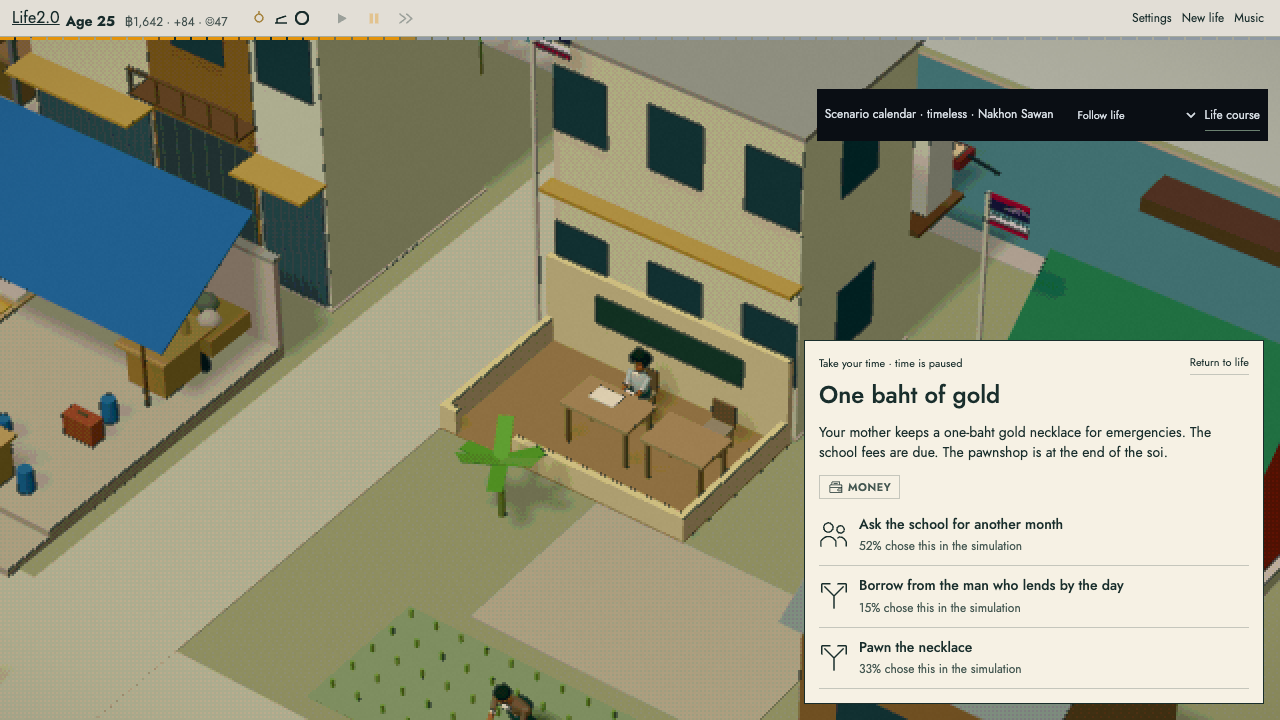 Life2.0 Age 25 ฿1,642 · +84 · ◎47
Settings New life Music
Scenario calendar · timeless · Nakhon Sawan Follow life Life course
Take your time · time is paused Return to life
One baht of gold
Your mother keeps a one-baht gold necklace for emergencies. The
school fees are due. The pawnshop is at the end of the soi.
MONEY
Ask the school for another month
52% chose this in the simulation
Borrow from the man who lends by the day
15% chose this in the simulation
Pawn the necklace
33% chose this in the simulation